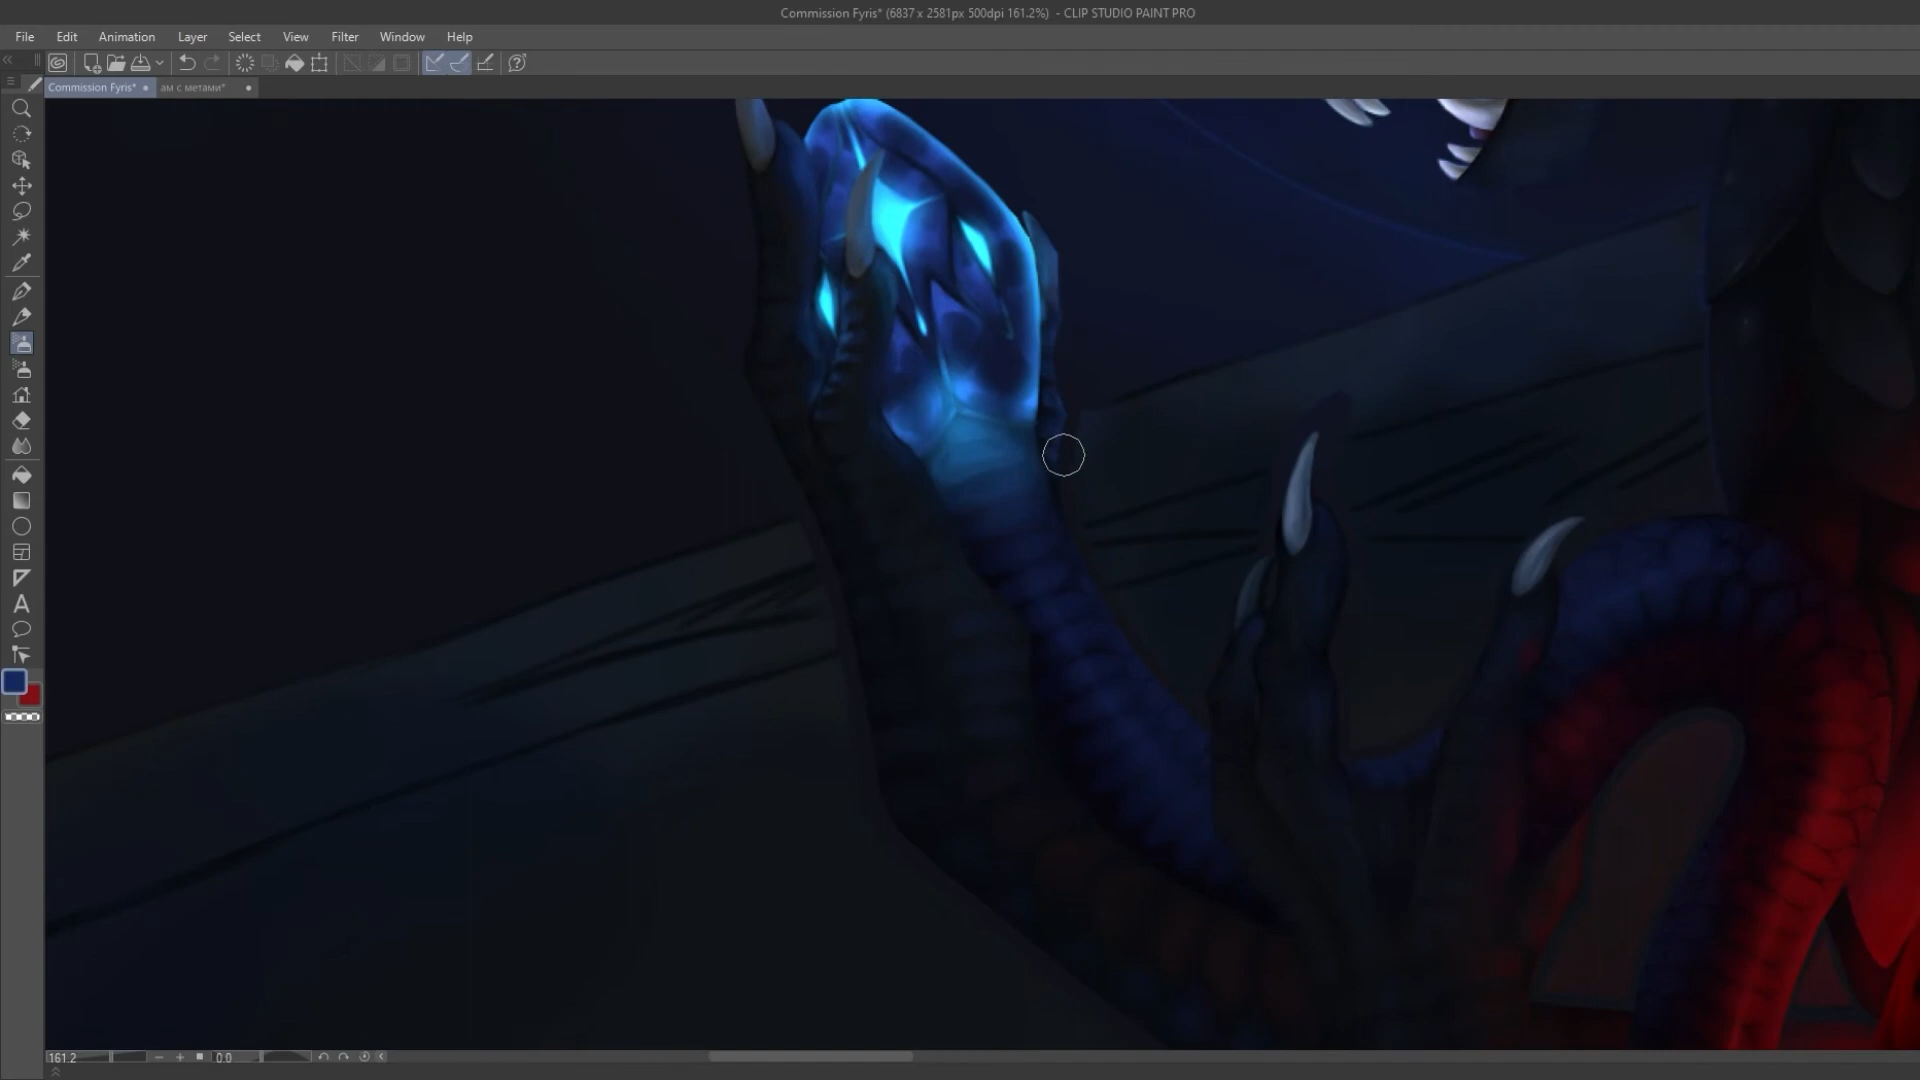 Commission Fyris* (6837 x 2581px 500dpi 161.2%) - CLIP STUDIO PAINT PRO
File Edit Animation Layer Select View Filter Window Help
Commission Fyris* ам с метами*
161.2 0.0